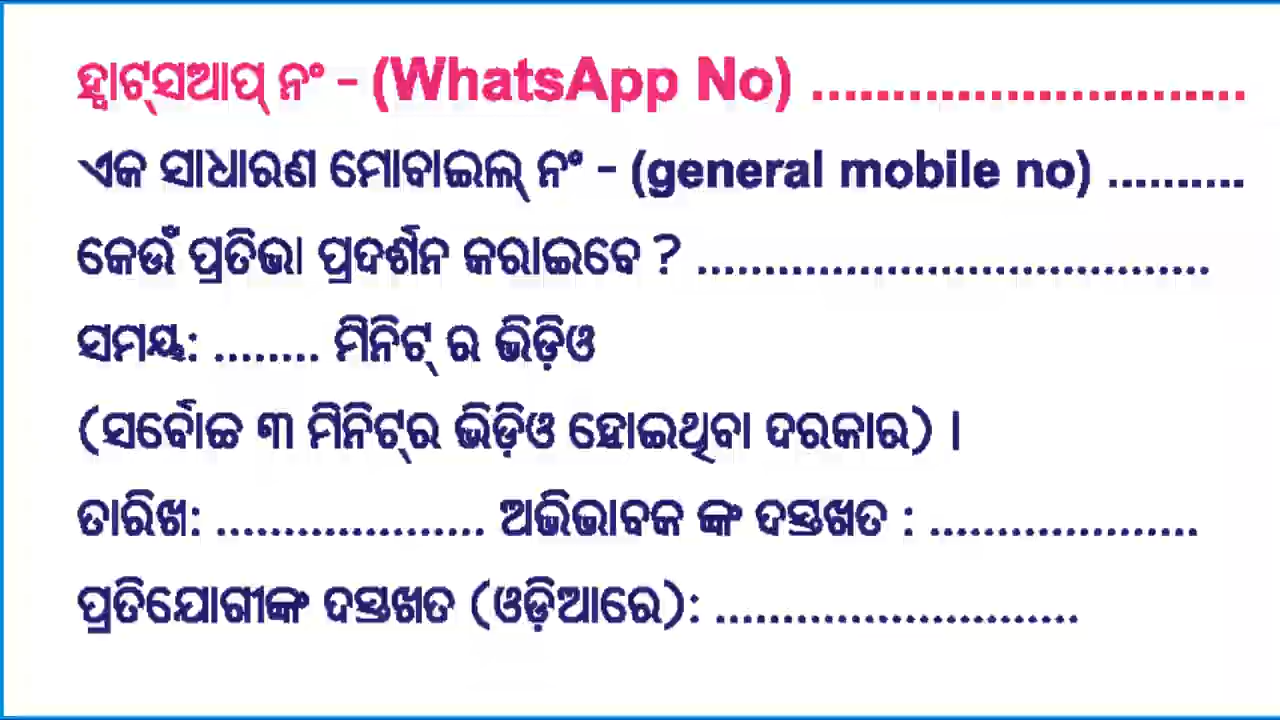 ହ୍ୱାଟ୍‌ସଆପ୍ ନଂ - (WhatsApp No) ...........................
ଏକ ସାଧାରଣ ମୋବାଇଲ୍ ନଂ - (general mobile no) ..........
କେଉଁ ପ୍ରତିଭା ପ୍ରଦର୍ଶନ କରାଇବେ ? ......................................
ସମୟ: ........ ମିନିଟ୍ ର ଭିଡ଼ିଓ
(ସର୍ବୋଚ୍ଚ ୩ ମିନିଟ୍‌ର ଭିଡ଼ିଓ ହୋଇଥିବା ଦରକାର) ।
ତାରିଖ: .................... ଅଭିଭାବକ ଙ୍କ ଦସ୍ତଖତ : ....................
ପ୍ରତିଯୋଗୀଙ୍କ ଦସ୍ତଖତ (ଓଡ଼ିଆରେ): ...........................